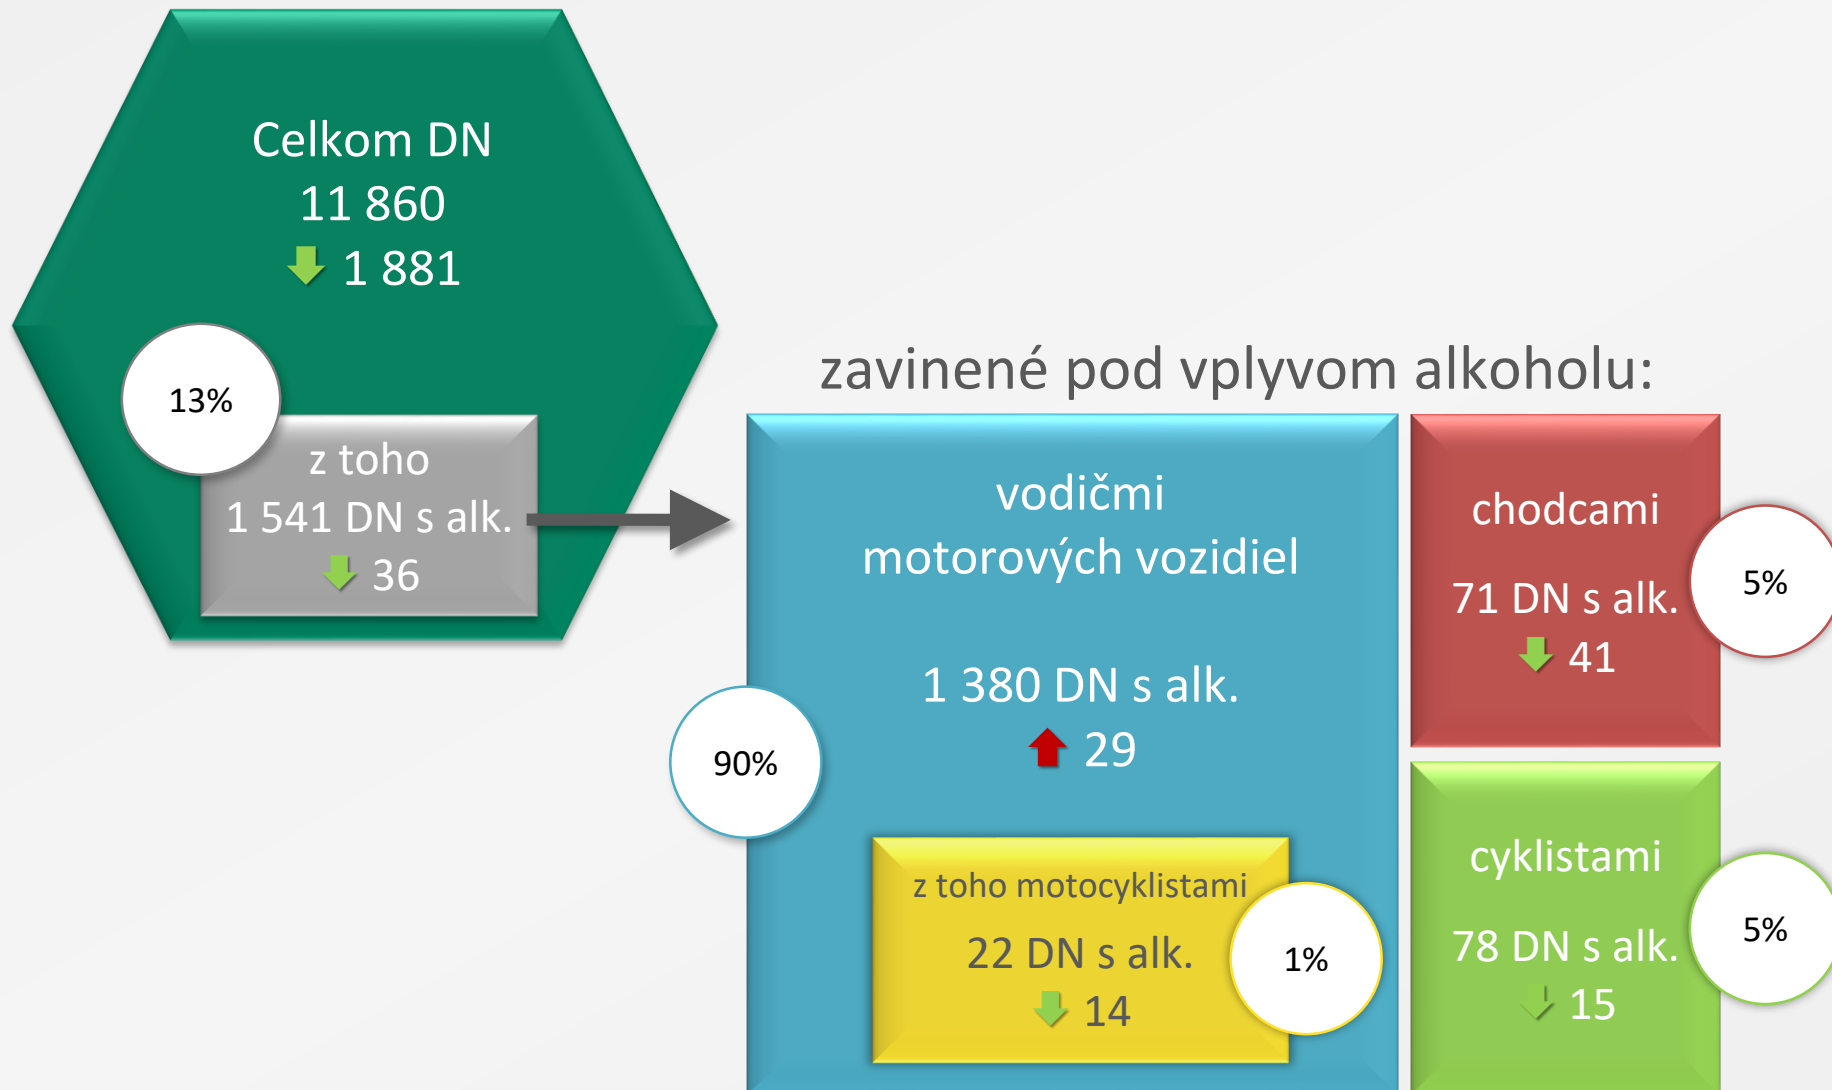 Celkom DN
11 860
1 881
13%
z toho
1 541 DN s alk.
36
zavinené pod vplyvom alkoholu:
vodičmi
motorových vozidiel
1 380 DN s alk.
29
90%
z toho motocyklistami
22 DN s alk.
14
1%
chodcami
71 DN s alk.
41
5%
cyklistami
78 DN s alk.
15
5%